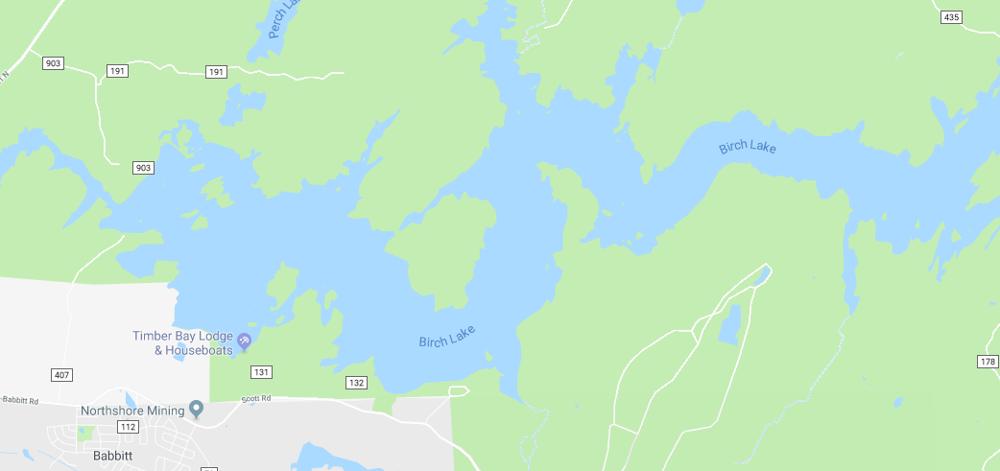 Perch La
435
903
191
191
Birch Lake
903
Birch Lake
Timber Bay Lodge
& Houseboats
178
131
407
132
Babbitt Rd
Scott Rd
Northshore Mining
112
Babbitt